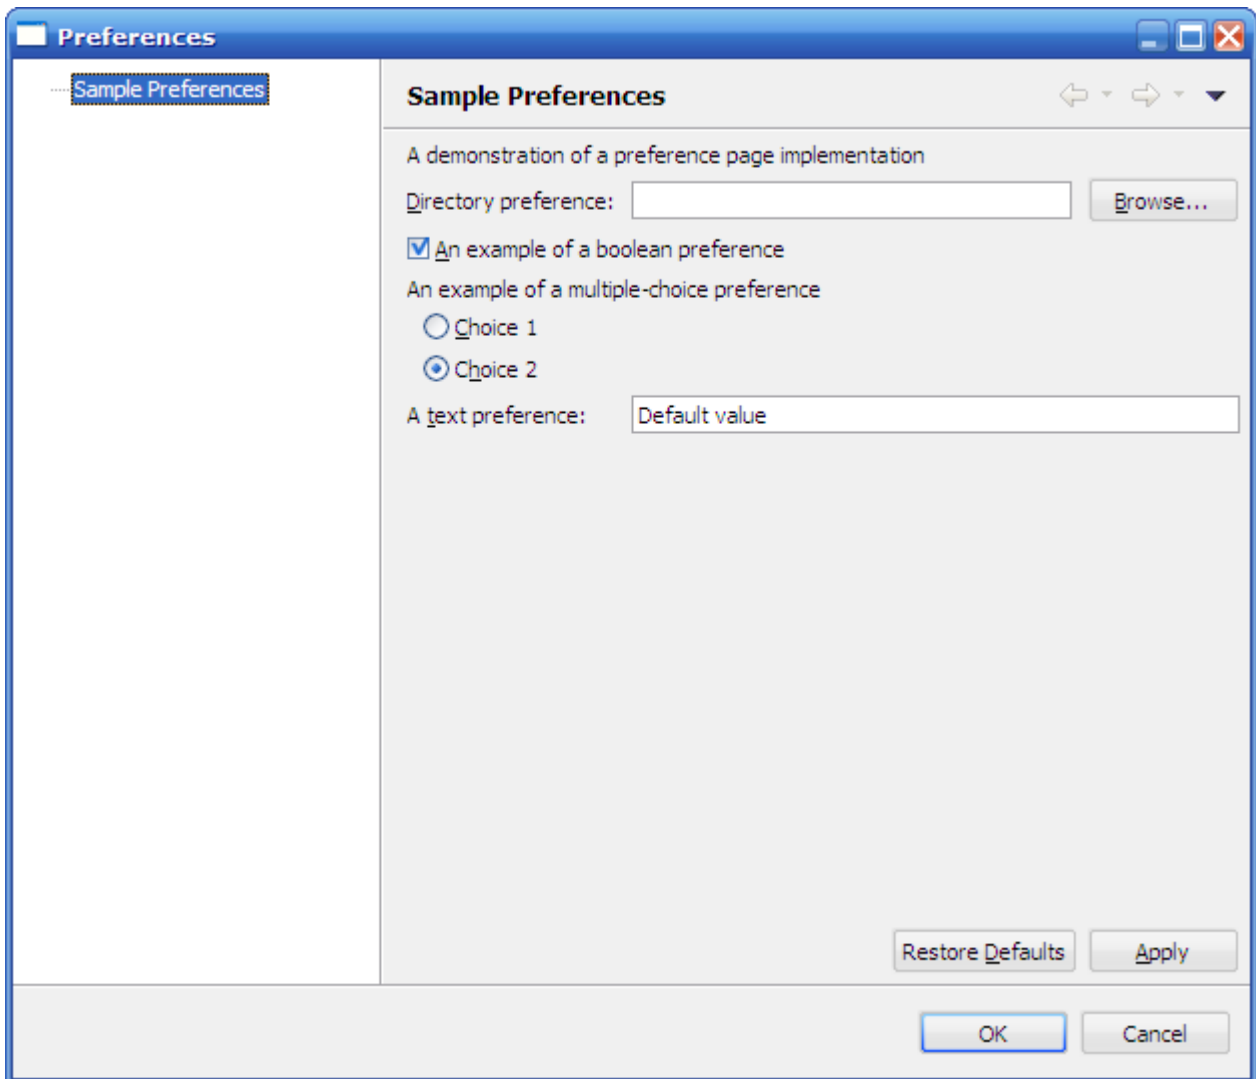 Preferences
Sample Preferences
Sample Preferences
A demonstration of a preference page implementation
Directory preference: Browse...
An example of a boolean preference
An example of a multiple-choice preference
Choice 1
Choice 2
A text preference: Default value
Restore Defaults Apply
OK Cancel